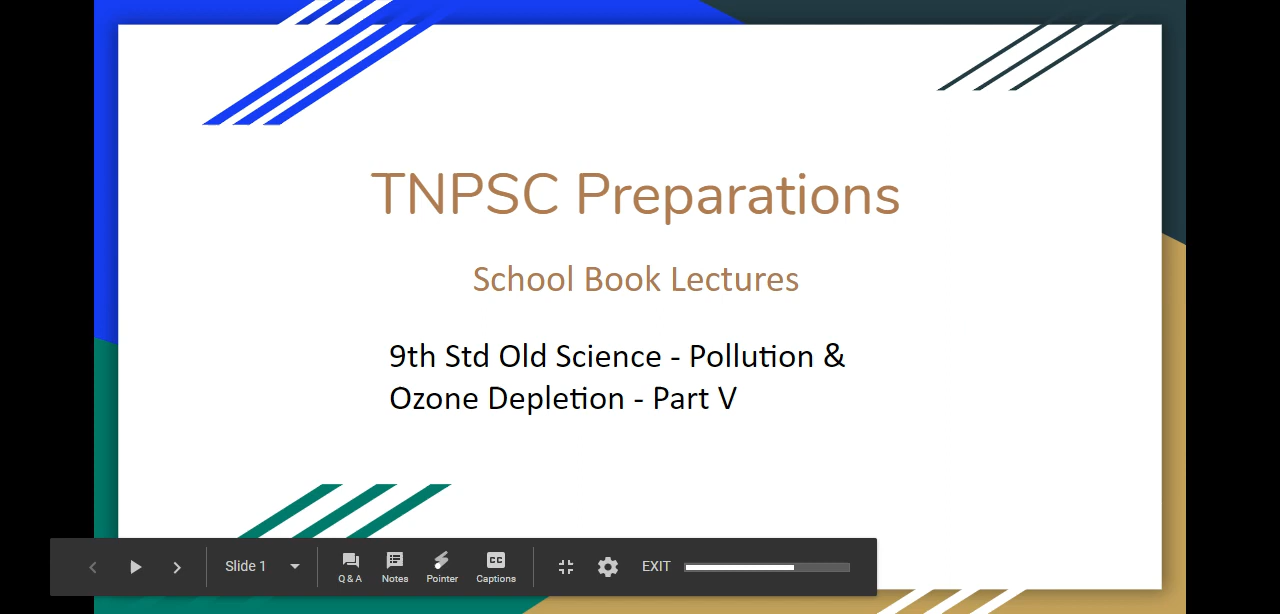 TNPSC Preparations
School Book Lectures
9th Std Old Science - Pollution &
Ozone Depletion - Part V
Slide 1
Q & A
Notes
Pointer
CC
Captions
EXIT